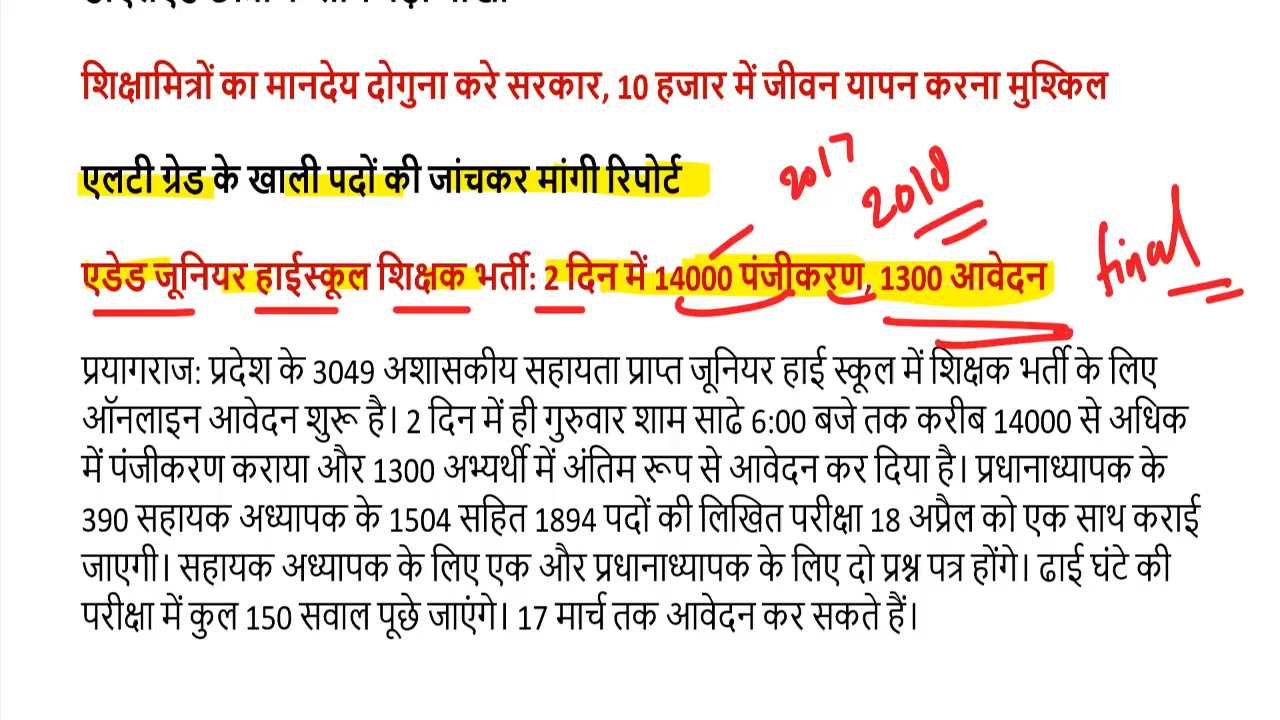 शिक्षामित्रों का मानदेय दोगुना करे सरकार, 10 हजार में जीवन यापन करना मुश्किल
2017
एलटी ग्रेड के खाली पदों की जांचकर मांगी रिपोर्ट
2018
final
एडेड जूनियर हाईस्कूल शिक्षक भर्ती: 2 दिन में 14000 पंजीकरण, 1300 आवेदन
प्रयागराज: प्रदेश के 3049 अशासकीय सहायता प्राप्त जूनियर हाई स्कूल में शिक्षक भर्ती के लिए
ऑनलाइन आवेदन शुरू है। 2 दिन में ही गुरुवार शाम साढे 6:00 बजे तक करीब 14000 से अधिक
में पंजीकरण कराया और 1300 अभ्यर्थी में अंतिम रूप से आवेदन कर दिया है। प्रधानाध्यापक के
390 सहायक अध्यापक के 1504 सहित 1894 पदों की लिखित परीक्षा 18 अप्रैल को एक साथ कराई
जाएगी। सहायक अध्यापक के लिए एक और प्रधानाध्यापक के लिए दो प्रश्न पत्र होंगे। ढाई घंटे की
परीक्षा में कुल 150 सवाल पूछे जाएंगे। 17 मार्च तक आवेदन कर सकते हैं।